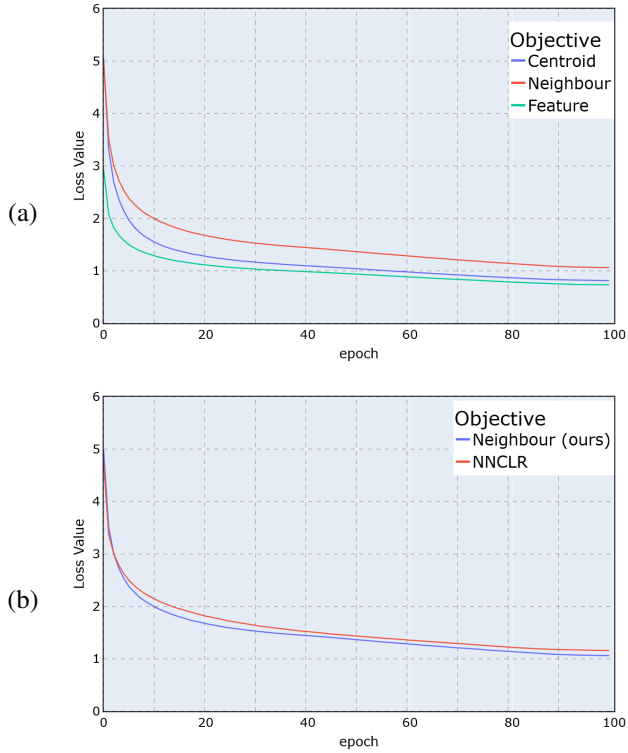 (a)
Loss Value
6
5
4
3
2
1
0
Objective
Centroid
Neighbour
Feature
0 20 40 60 80 100
epoch
(b)
Loss Value
6
5
4
3
2
1
0
Objective
Neighbour (ours)
NNCLR
0 20 40 60 80 100
epoch